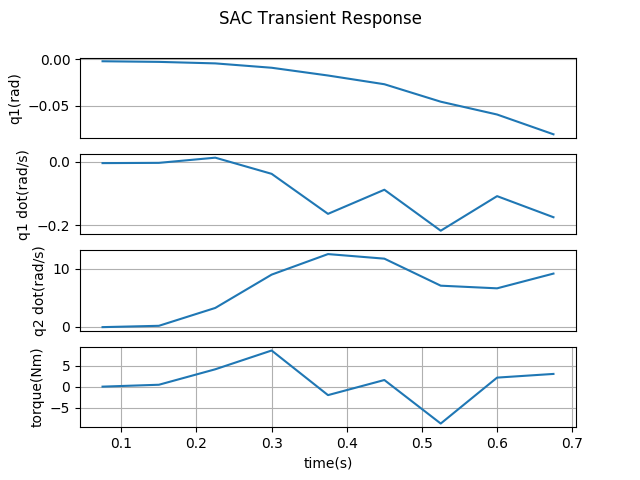 SAC Transient Response
q1(rad)
0.00
−0.05
q1 dot(rad/s)
0.0
−0.2
q2 dot(rad/s)
10
0
torque(Nm)
5
0
−5
0.1 0.2 0.3 0.4 0.5 0.6 0.7
time(s)